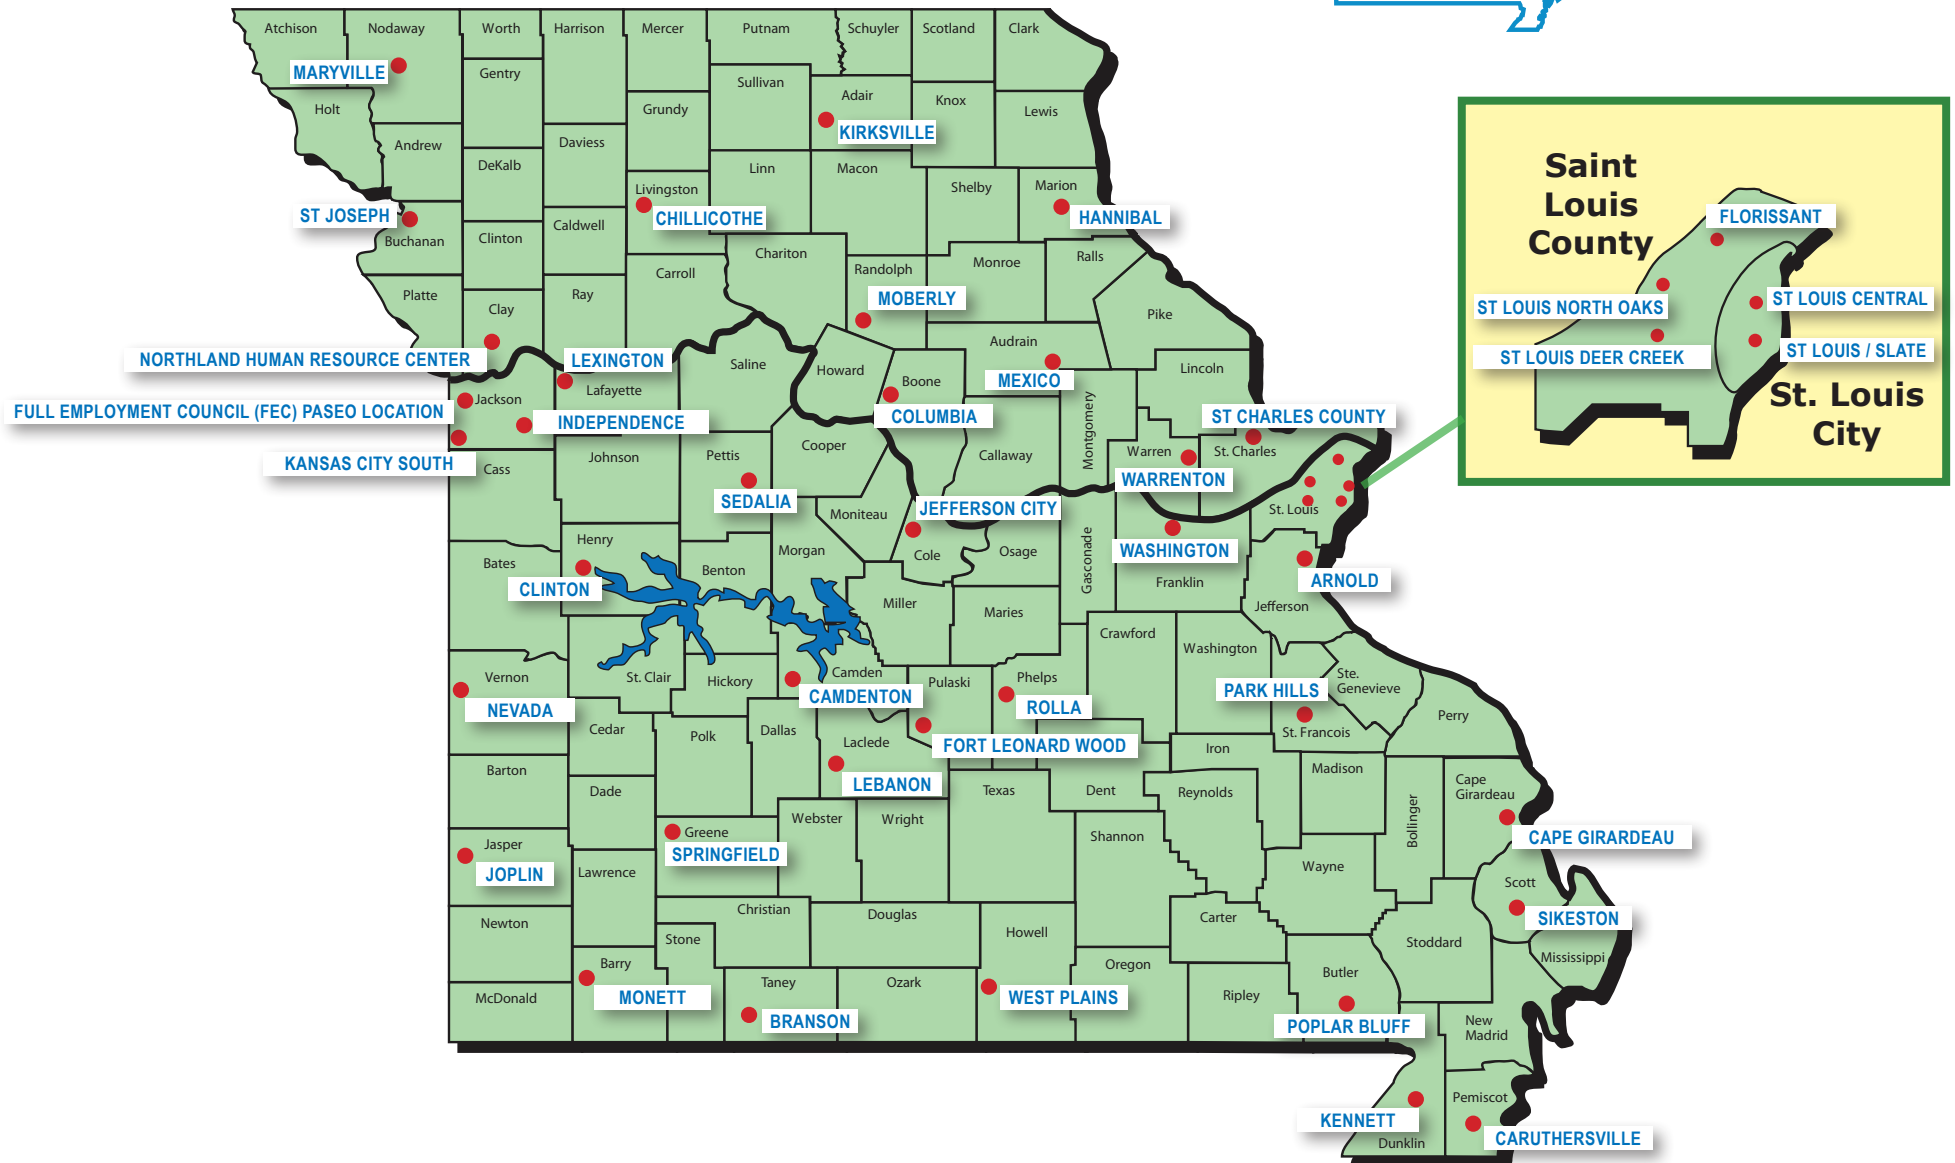 Atchison
Nodaway
Worth
Harrison
Mercer
Putnam
Schuyler
Scotland
Clark
MARYVILLE
Gentry
Sullivan
Adair
Knox
Holt
Grundy
Lewis
KIRKSVILLE
Andrew
Daviess
DeKalb
Linn
Macon
Livingston
Shelby
Marion
ST JOSEPH
CHILLICOTHE
HANNIBAL
Buchanan
Clinton
Caldwell
Chariton
Carroll
Randolph
Monroe
Ralls
Platte
Clay
Ray
MOBERLY
Pike
NORTHLAND HUMAN RESOURCE CENTER
LEXINGTON
Saline
Howard
Audrain
Lincoln
Boone
MEXICO
Jackson
Lafayette
FULL EMPLOYMENT COUNCIL (FEC) PASEO LOCATION
INDEPENDENCE
COLUMBIA
Montgomery
ST CHARLES COUNTY
KANSAS CITY SOUTH
Cass
Johnson
Pettis
Cooper
Callaway
Warren
St. Charles
WARRENTON
SEDALIA
Moniteau
JEFFERSON CITY
St. Louis
Henry
Morgan
Cole
Osage
Gasconade
WASHINGTON
Bates
Benton
CLINTON
Franklin
ARNOLD
Miller
Maries
Jefferson
Crawford
Washington
Vernon
St. Clair
Hickory
Camden
Pulaski
Phelps
Ste.
Genevieve
NEVADA
CAMDENTON
ROLLA
PARK HILLS
Cedar
Polk
Dallas
Laclede
FORT LEONARD WOOD
St. Francois
Perry
Iron
Barton
LEBANON
Madison
Dade
Texas
Dent
Reynolds
Bollinger
Cape
Girardeau
Greene
Webster
Wright
Shannon
CAPE GIRARDEAU
Jasper
SPRINGFIELD
JOPLIN
Lawrence
Wayne
Scott
Newton
Christian
Douglas
Howell
Carter
SIKESTON
Stone
Stoddard
Mississippi
Barry
Oregon
Butler
McDonald
MONETT
Taney
Ozark
WEST PLAINS
Ripley
BRANSON
POPLAR BLUFF
New
Madrid
KENNETT
Pemiscot
Dunklin
CARUTHERSVILLE
Saint
Louis
County
FLORISSANT
ST LOUIS NORTH OAKS
ST LOUIS CENTRAL
ST LOUIS DEER CREEK
ST LOUIS / SLATE
St. Louis
City